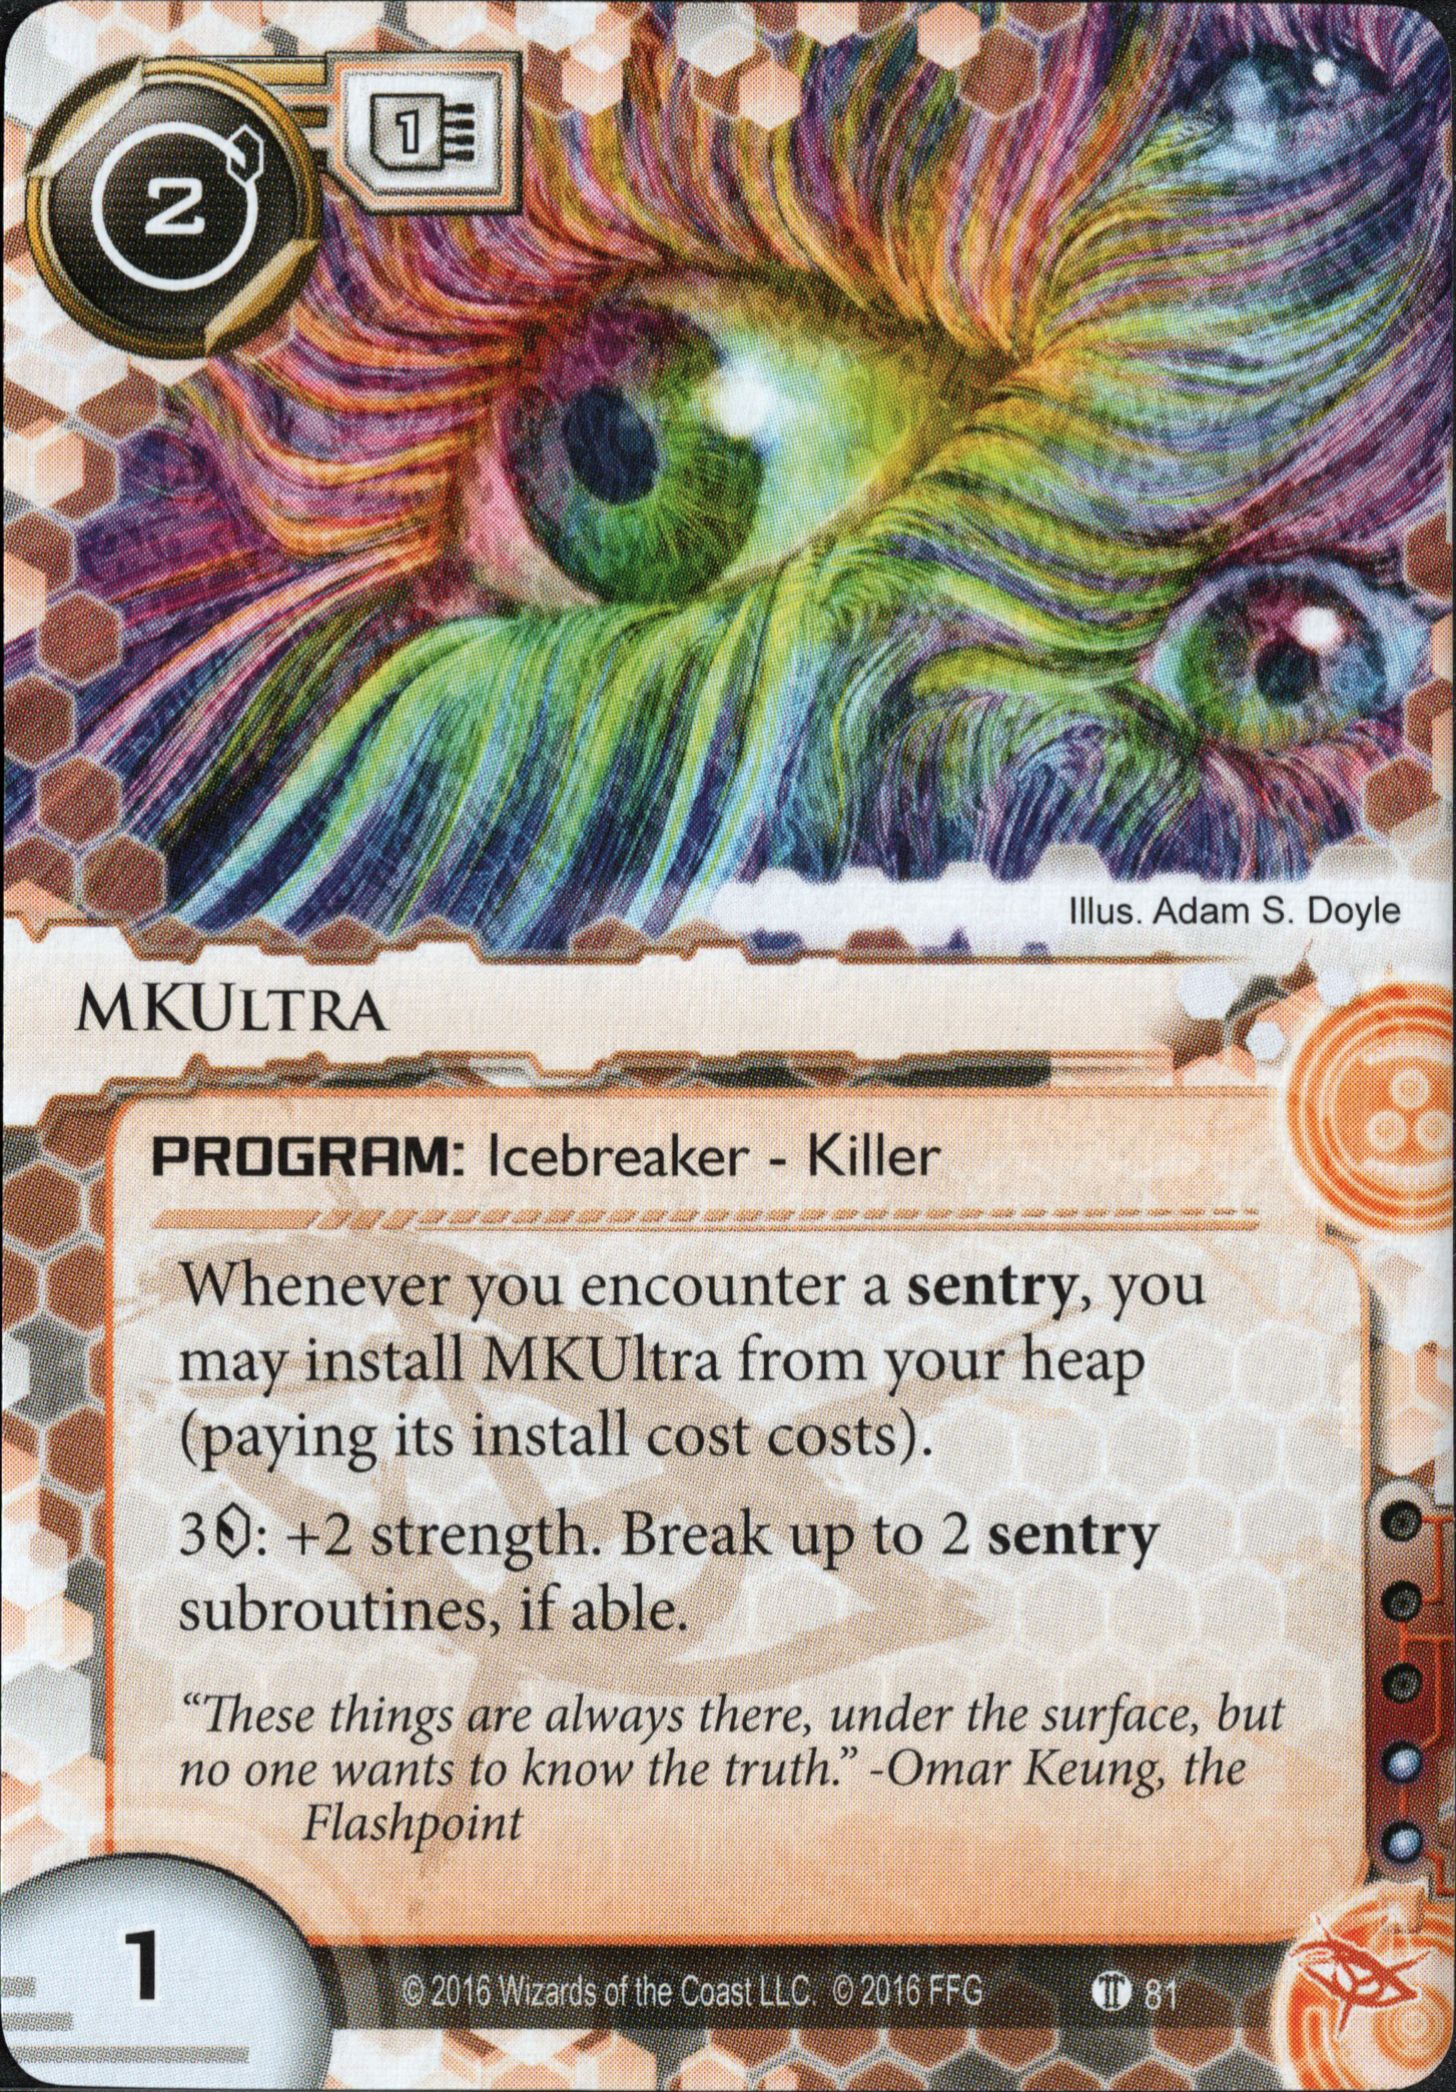 2
1
Illus. Adam S. Doyle
MKUltra
PROGRAM: Icebreaker - Killer
Whenever you encounter a sentry, you
may install MKUltra from your heap
(paying its install cost costs).
3: +2 strength. Break up to 2 sentry
subroutines, if able.
“These things are always there, under the surface, but
no one wants to know the truth.” -Omar Keung, the
Flashpoint
1
© 2016 Wizards of the Coast LLC. © 2016 FFG
81